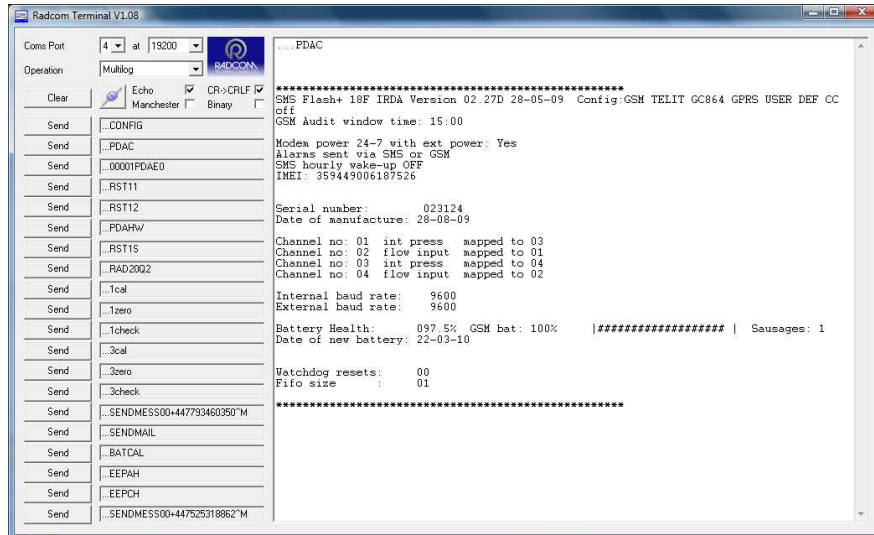 Radcom Terminal V1.08
Coms Port 4 at 19200
RADCOM
Operation Multilog
Clear Echo CR->CRLF
Manchester Binary
Send ...CONFIG
Send ...PDAC
Send ...00001PDAE0
Send ...RST11
Send ...RST12
Send ...PDAHW
Send ...RST1S
Send ...RAD20Q2
Send ...1cal
Send ...1zero
Send ...1check
Send ...3cal
Send ...3zero
Send ...3check
Send ...SENDMESS00+447793460350^M
Send ...SENDMAIL
Send ...BATCAL
Send ...EEPAH
Send ...EEPCH
Send ...SENDMESS00+447525318862^M
...PDAC
****************************************************
SMS Flash+ 18F IRDA Version 02.27D 28-05-09 Config:GSM TELIT GC864 GPRS USER DEF CC
off
GSM Audit window time: 15:00
Modem power 24-7 with ext power: Yes
Alarms sent via SMS or GSM
SMS hourly wake-up OFF
IMEI: 359449006187526
Serial number: 023124
Date of manufacture: 28-08-09
Channel no: 01 int press mapped to 03
Channel no: 02 flow input mapped to 01
Channel no: 03 int press mapped to 04
Channel no: 04 flow input mapped to 02
Internal baud rate: 9600
External baud rate: 9600
Battery Health: 097.5% GSM bat: 100% |################### | Sausages: 1
Date of new battery: 22-03-10
Watchdog resets: 00
Fifo size : 01
****************************************************